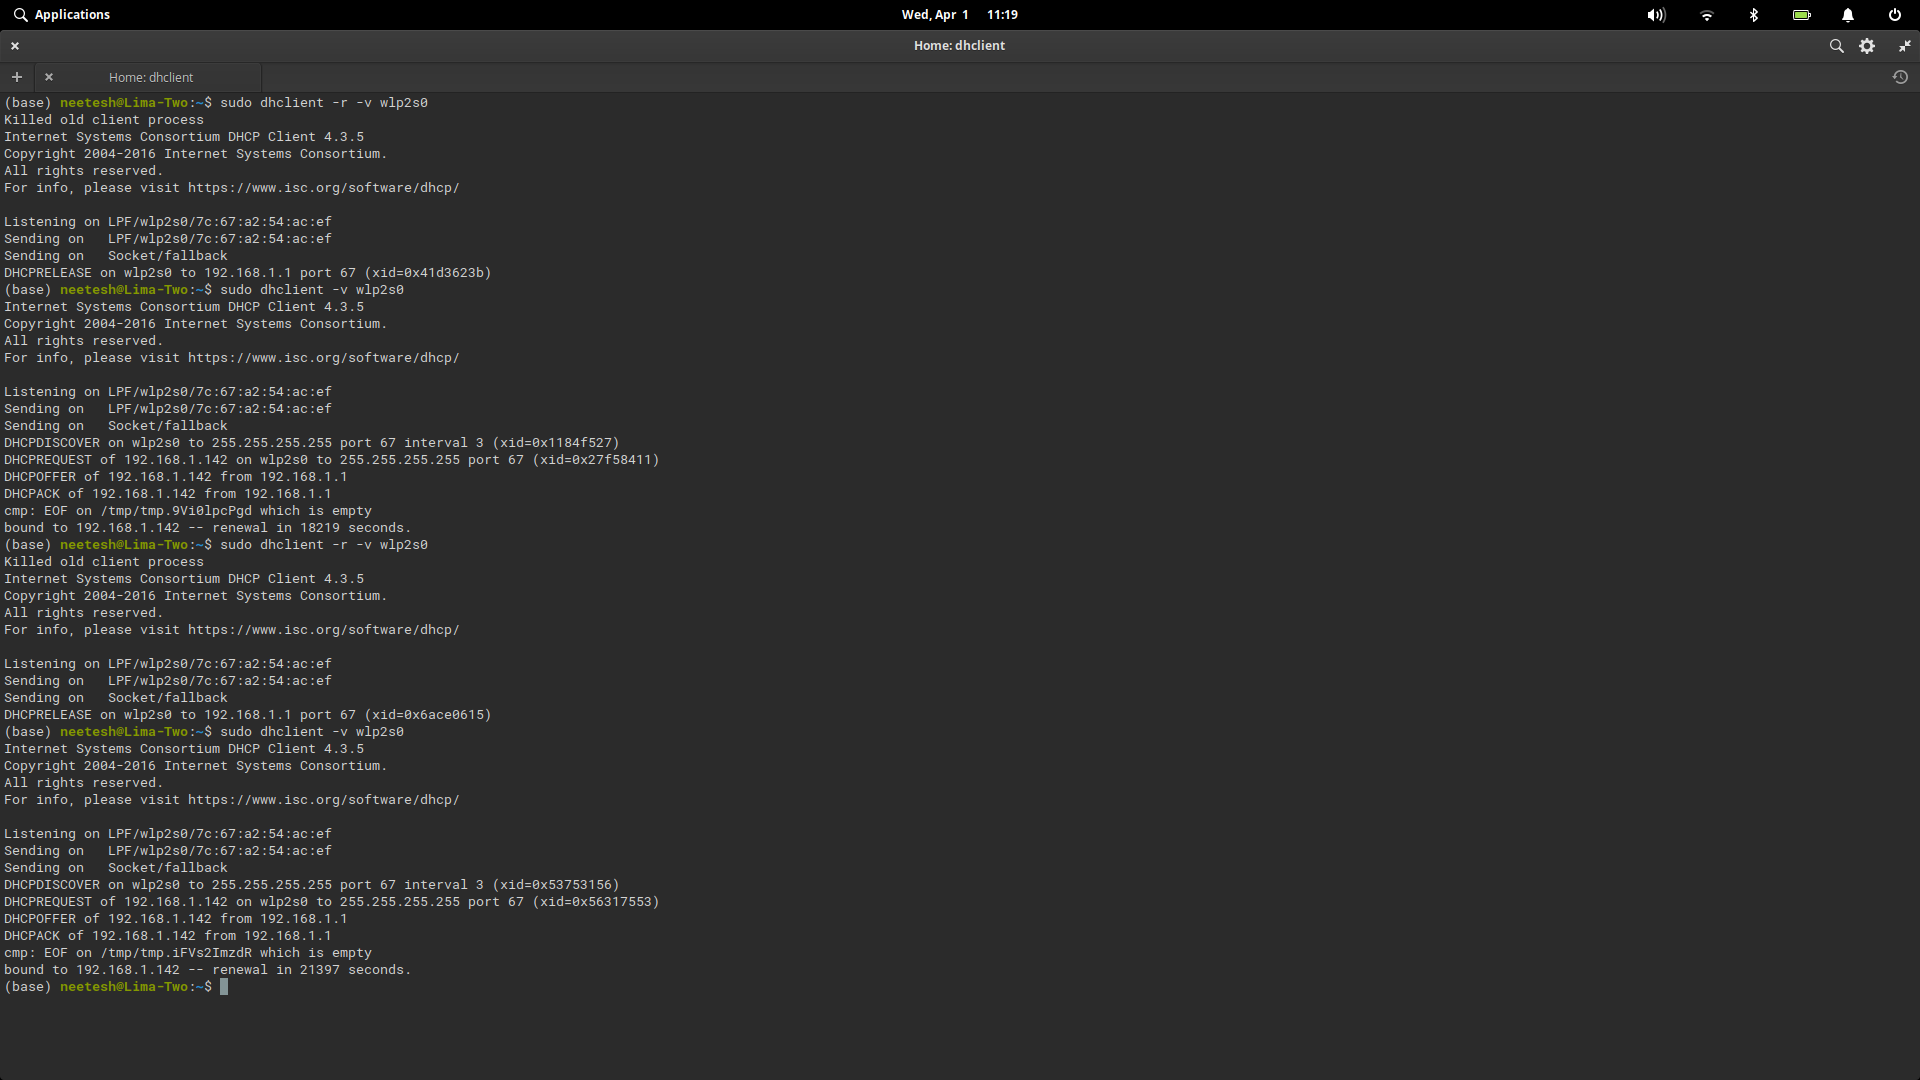 Applications
Wed, Apr 1 11:19
Home: dhclient
Home: dhclient
(base) neetesh@Lima-Two:~$ sudo dhclient -r -v wlp2s0
Killed old client process
Internet Systems Consortium DHCP Client 4.3.5
Copyright 2004-2016 Internet Systems Consortium.
All rights reserved.
For info, please visit https://www.isc.org/software/dhcp/

Listening on LPF/wlp2s0/7c:67:a2:54:ac:ef
Sending on   LPF/wlp2s0/7c:67:a2:54:ac:ef
Sending on   Socket/fallback
DHCPRELEASE on wlp2s0 to 192.168.1.1 port 67 (xid=0x41d3623b)
(base) neetesh@Lima-Two:~$ sudo dhclient -v wlp2s0
Internet Systems Consortium DHCP Client 4.3.5
Copyright 2004-2016 Internet Systems Consortium.
All rights reserved.
For info, please visit https://www.isc.org/software/dhcp/

Listening on LPF/wlp2s0/7c:67:a2:54:ac:ef
Sending on   LPF/wlp2s0/7c:67:a2:54:ac:ef
Sending on   Socket/fallback
DHCPDISCOVER on wlp2s0 to 255.255.255.255 port 67 interval 3 (xid=0x1184f527)
DHCPREQUEST of 192.168.1.142 on wlp2s0 to 255.255.255.255 port 67 (xid=0x27f58411)
DHCPOFFER of 192.168.1.142 from 192.168.1.1
DHCPACK of 192.168.1.142 from 192.168.1.1
cmp: EOF on /tmp/tmp.9Vi0lpcPgd which is empty
bound to 192.168.1.142 -- renewal in 18219 seconds.
(base) neetesh@Lima-Two:~$ sudo dhclient -r -v wlp2s0
Killed old client process
Internet Systems Consortium DHCP Client 4.3.5
Copyright 2004-2016 Internet Systems Consortium.
All rights reserved.
For info, please visit https://www.isc.org/software/dhcp/

Listening on LPF/wlp2s0/7c:67:a2:54:ac:ef
Sending on   LPF/wlp2s0/7c:67:a2:54:ac:ef
Sending on   Socket/fallback
DHCPRELEASE on wlp2s0 to 192.168.1.1 port 67 (xid=0x6ace0615)
(base) neetesh@Lima-Two:~$ sudo dhclient -v wlp2s0
Internet Systems Consortium DHCP Client 4.3.5
Copyright 2004-2016 Internet Systems Consortium.
All rights reserved.
For info, please visit https://www.isc.org/software/dhcp/

Listening on LPF/wlp2s0/7c:67:a2:54:ac:ef
Sending on   LPF/wlp2s0/7c:67:a2:54:ac:ef
Sending on   Socket/fallback
DHCPDISCOVER on wlp2s0 to 255.255.255.255 port 67 interval 3 (xid=0x53753156)
DHCPREQUEST of 192.168.1.142 on wlp2s0 to 255.255.255.255 port 67 (xid=0x56317553)
DHCPOFFER of 192.168.1.142 from 192.168.1.1
DHCPACK of 192.168.1.142 from 192.168.1.1
cmp: EOF on /tmp/tmp.iFVs2ImzdR which is empty
bound to 192.168.1.142 -- renewal in 21397 seconds.
(base) neetesh@Lima-Two:~$